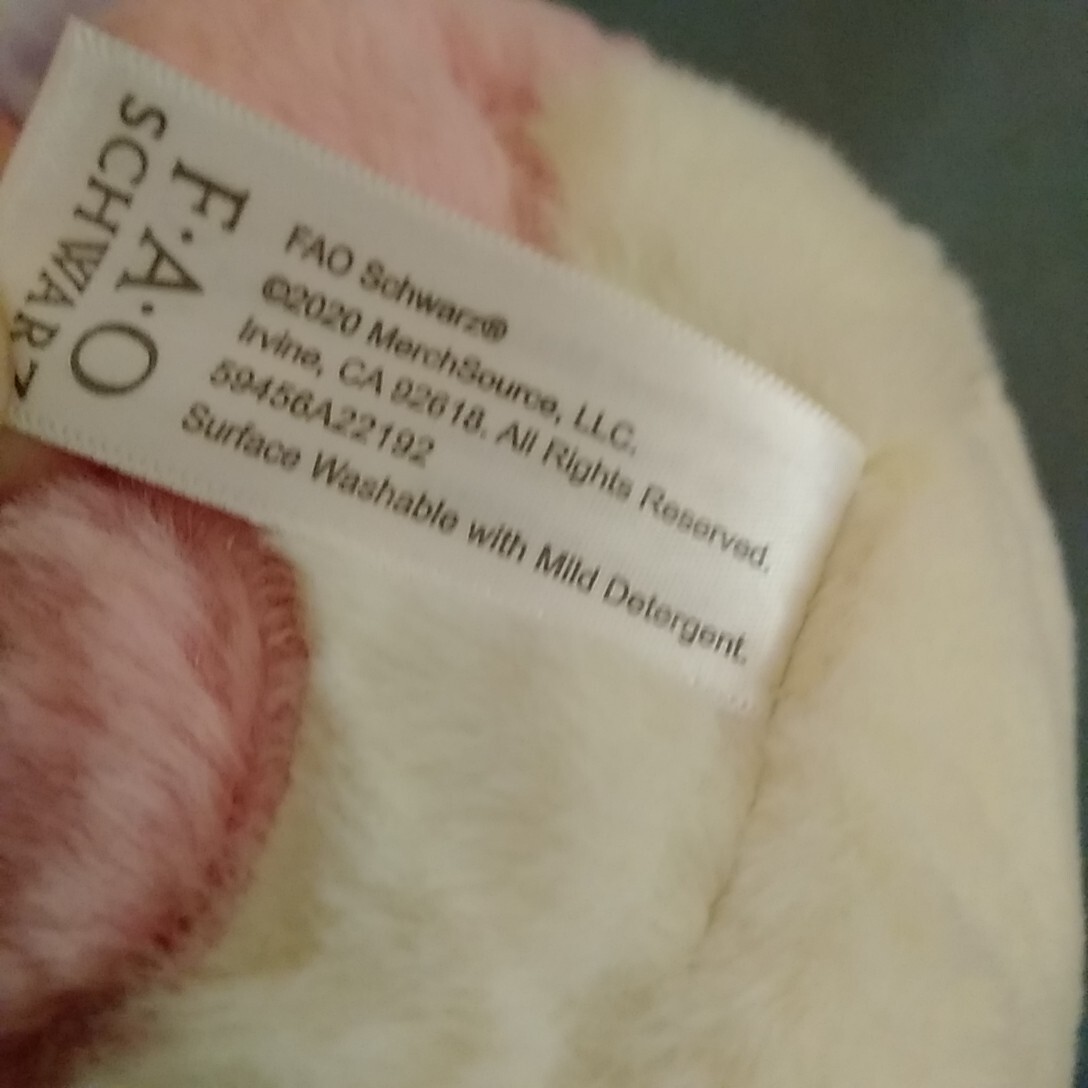 F·A·O
SCHWARZ
FAO Schwarz®
©2020 MerchSource, LLC.
Irvine, CA 92618. All Rights Reserved.
59456A22192
Surface Washable with Mild Detergent.